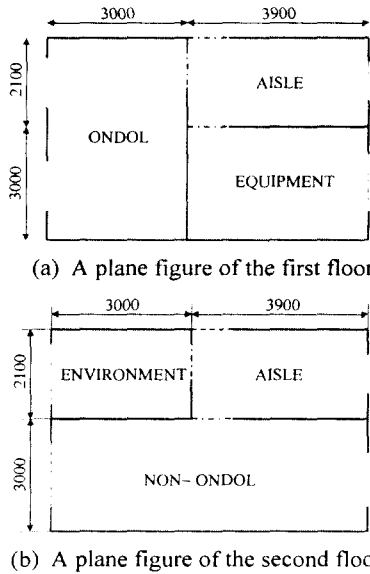 3000 3900
2100
AISLE
ONDOL
3000
EQUIPMENT
(a) A plane figure of the first floor
3000 3900
2100
ENVIRONMENT AISLE
3000
NON- ONDOL
(b) A plane figure of the second floo